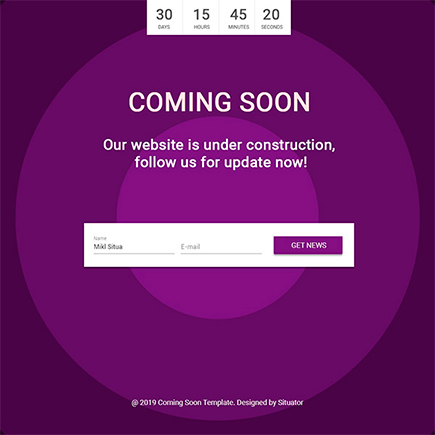 30 15 45 20
DAYS HOURS MINUTES SECONDS
COMING SOON
Our website is under construction,
follow us for update now!
Name
Mikl Situa
E-mail
GET NEWS
@ 2019 Coming Soon Template. Designed by Situator